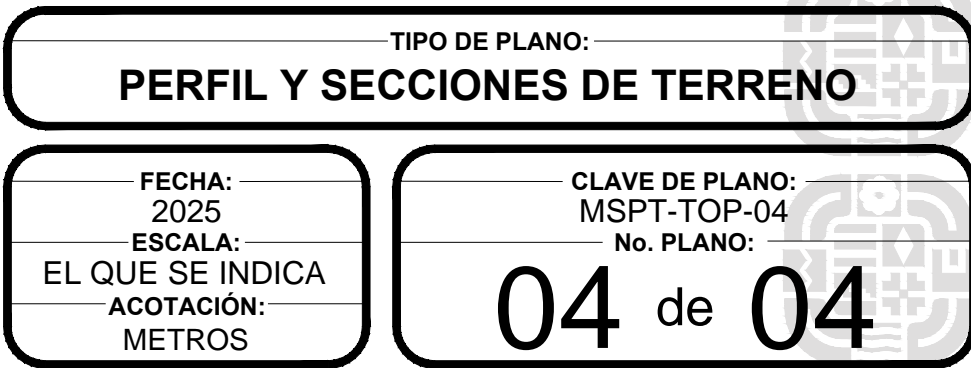 TIPO DE PLANO:
PERFIL Y SECCIONES DE TERRENO
FECHA:
2025
ESCALA:
EL QUE SE INDICA
ACOTACIÓN:
METROS
CLAVE DE PLANO:
MSPT-TOP-04
No. PLANO:
04 de 04